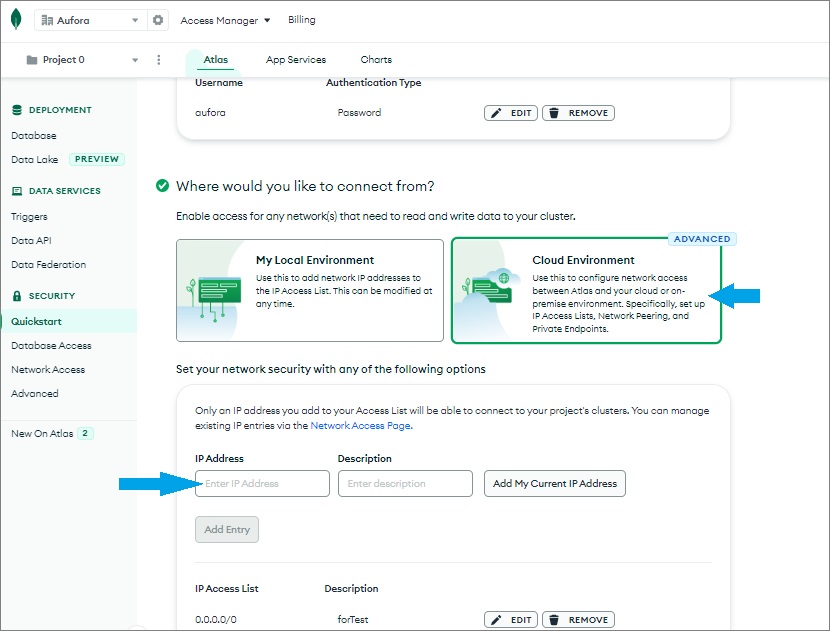 Aufora
Access Manager
Billing
Project 0
Atlas
App Services
Charts
DEPLOYMENT
Database
Data Lake PREVIEW
DATA SERVICES
Triggers
Data API
Data Federation
SECURITY
Quickstart
Database Access
Network Access
Advanced
New On Atlas 2
Username Authentication Type
aufora Password EDIT REMOVE
Where would you like to connect from?
Enable access for any network(s) that need to read and write data to your cluster.
My Local Environment
Use this to add network IP addresses to
the IP Access List. This can be modified at
any time.
ADVANCED
Cloud Environment
Use this to configure network access
between Atlas and your cloud or on-
premise environment. Specifically, set up
IP Access Lists, Network Peering, and
Private Endpoints.
Set your network security with any of the following options
Only an IP address you add to your Access List will be able to connect to your project's clusters. You can manage
existing IP entries via the Network Access Page.
IP Address Description
Enter IP Address Enter description Add My Current IP Address
Add Entry
IP Access List Description
0.0.0.0/0 forTest EDIT REMOVE